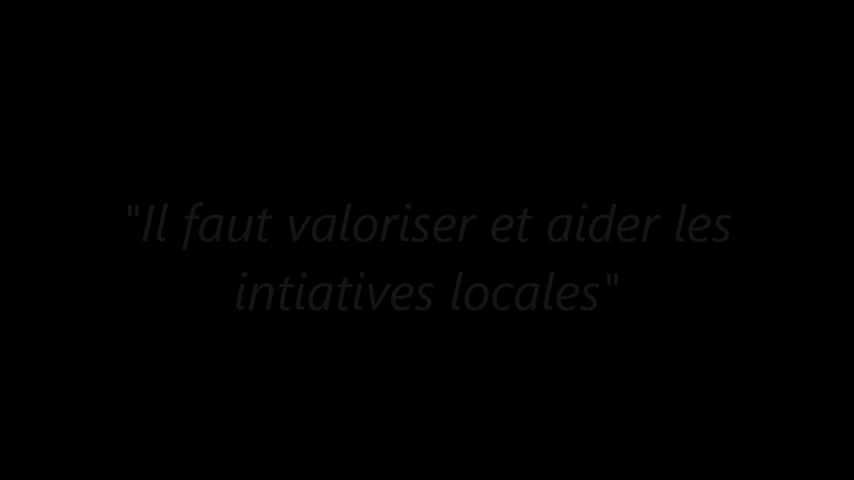 "Il faut valoriser et aider les
intiatives locales"